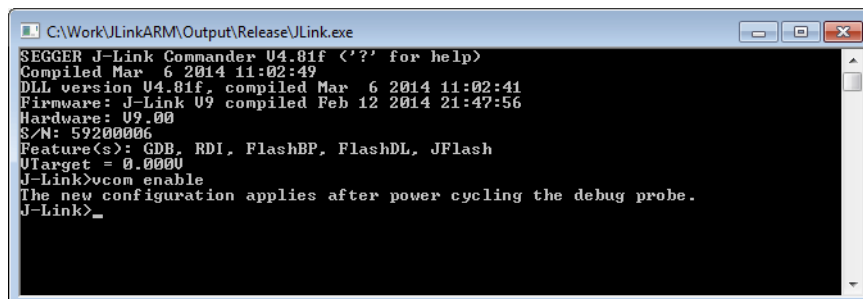 C:\Work\JLinkARM\Output\Release\JLink.exe
SEGGER J-Link Commander V4.81f ('?' for help)
Compiled Mar  6 2014 11:02:49
DLL version V4.81f, compiled Mar  6 2014 11:02:41
Firmware: J-Link V9 compiled Feb 12 2014 21:47:56
Hardware: V9.00
S/N: 59200006
Feature(s): GDB, RDI, FlashBP, FlashDL, JFlash
VTarget = 0.000V
J-Link>vcom enable
The new configuration applies after power cycling the debug probe.
J-Link>_